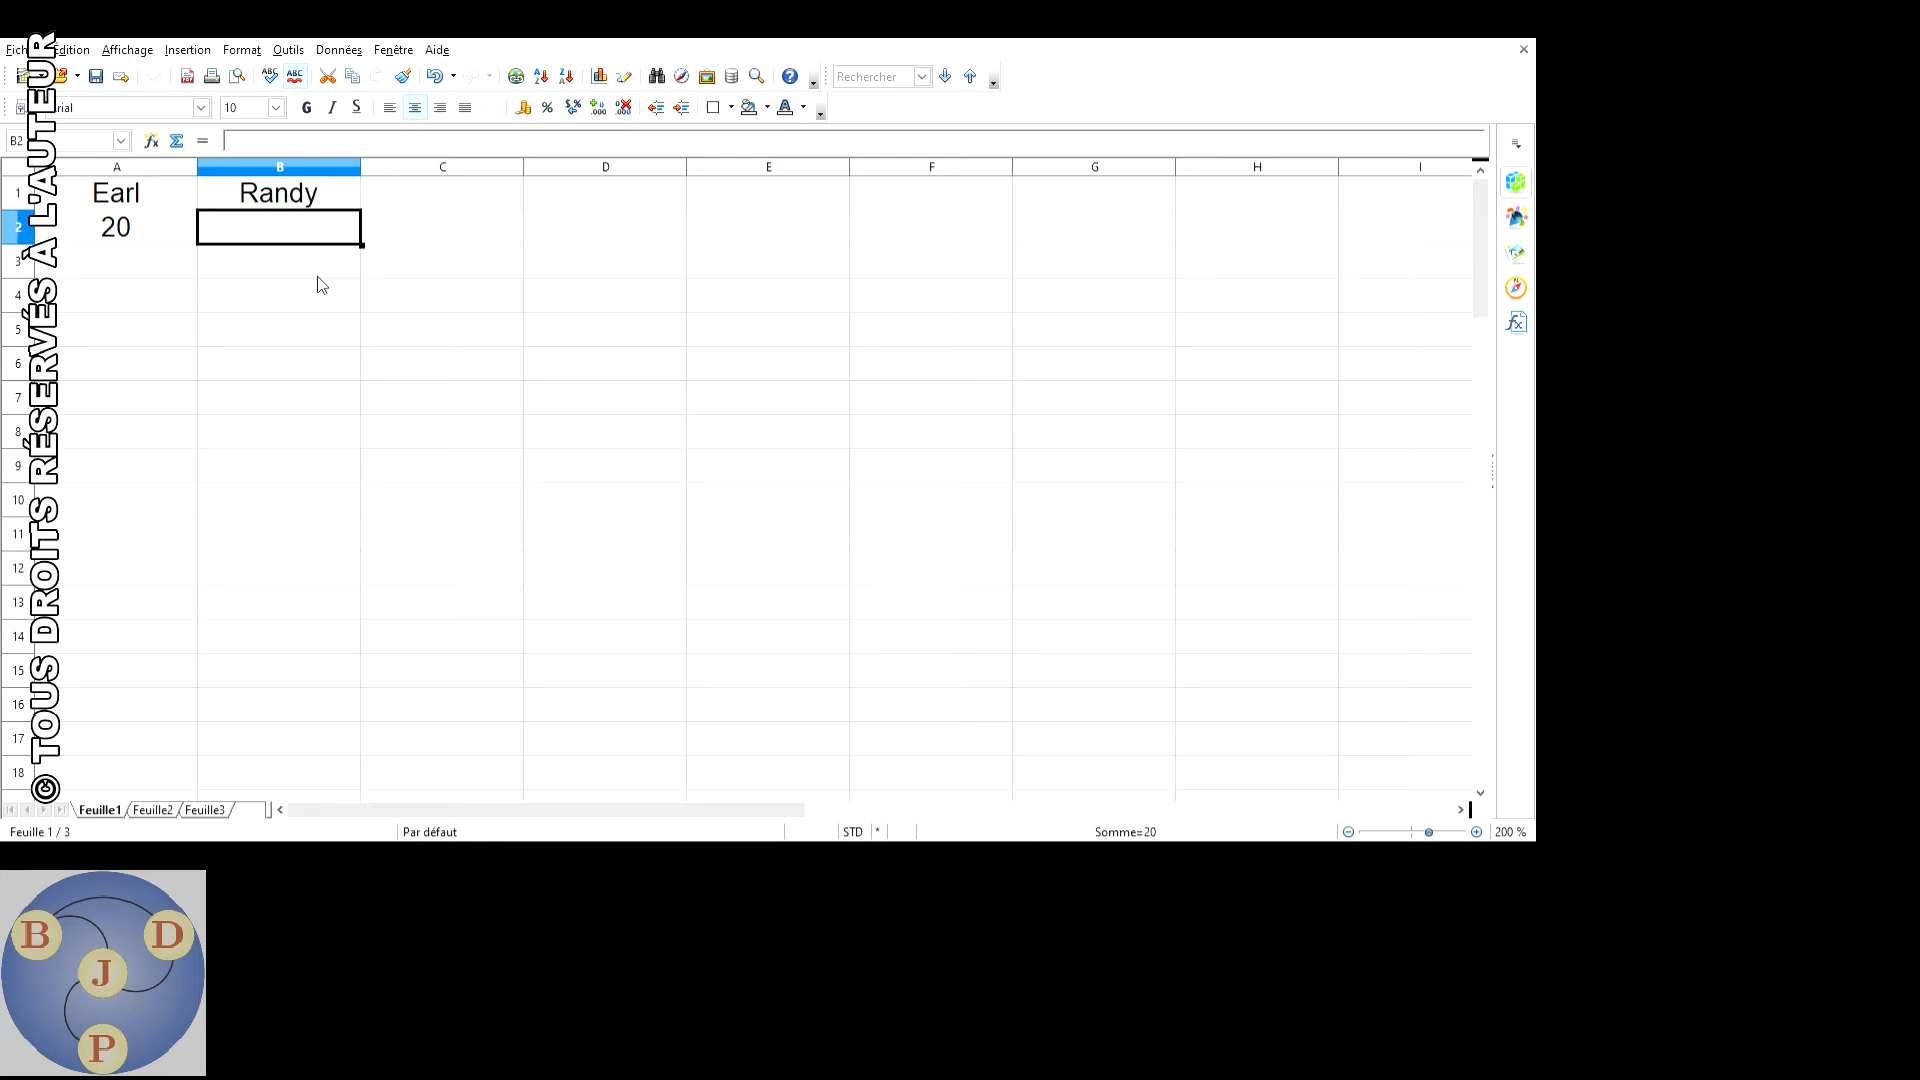 Fich Édition Affichage Insertion Format Outils Données Fenêtre Aide
Rechercher
10
G I S
B2
A B C D E F G H I
1 Earl Randy
2 20
3
4
5
6
7
8
9
10
11
12
13
14
15
16
17
18
Feuille1 Feuille2 Feuille3
Feuille 1 / 3 Par défaut STD * Somme=20 200 %
© TOUS DROITS RÉSERVÉS À L'AUTEUR
B D
J
P